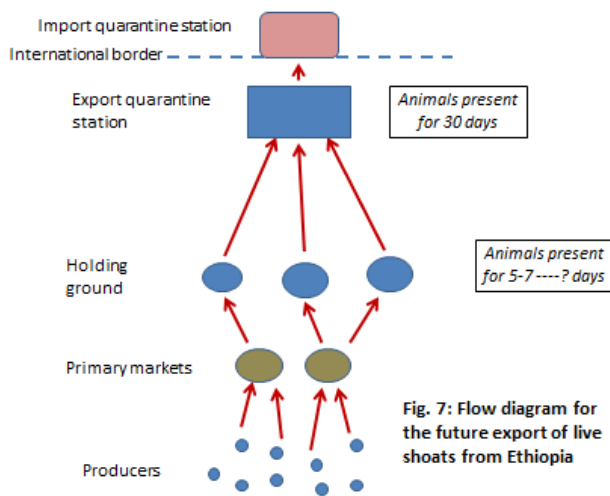 Import quarantine station
International border
Export quarantine
station
Animals present
for 30 days
Holding
ground
Animals present
for 5-7 ----? days
Primary markets
Fig. 7: Flow diagram for
the future export of live
shoats from Ethiopia
Producers